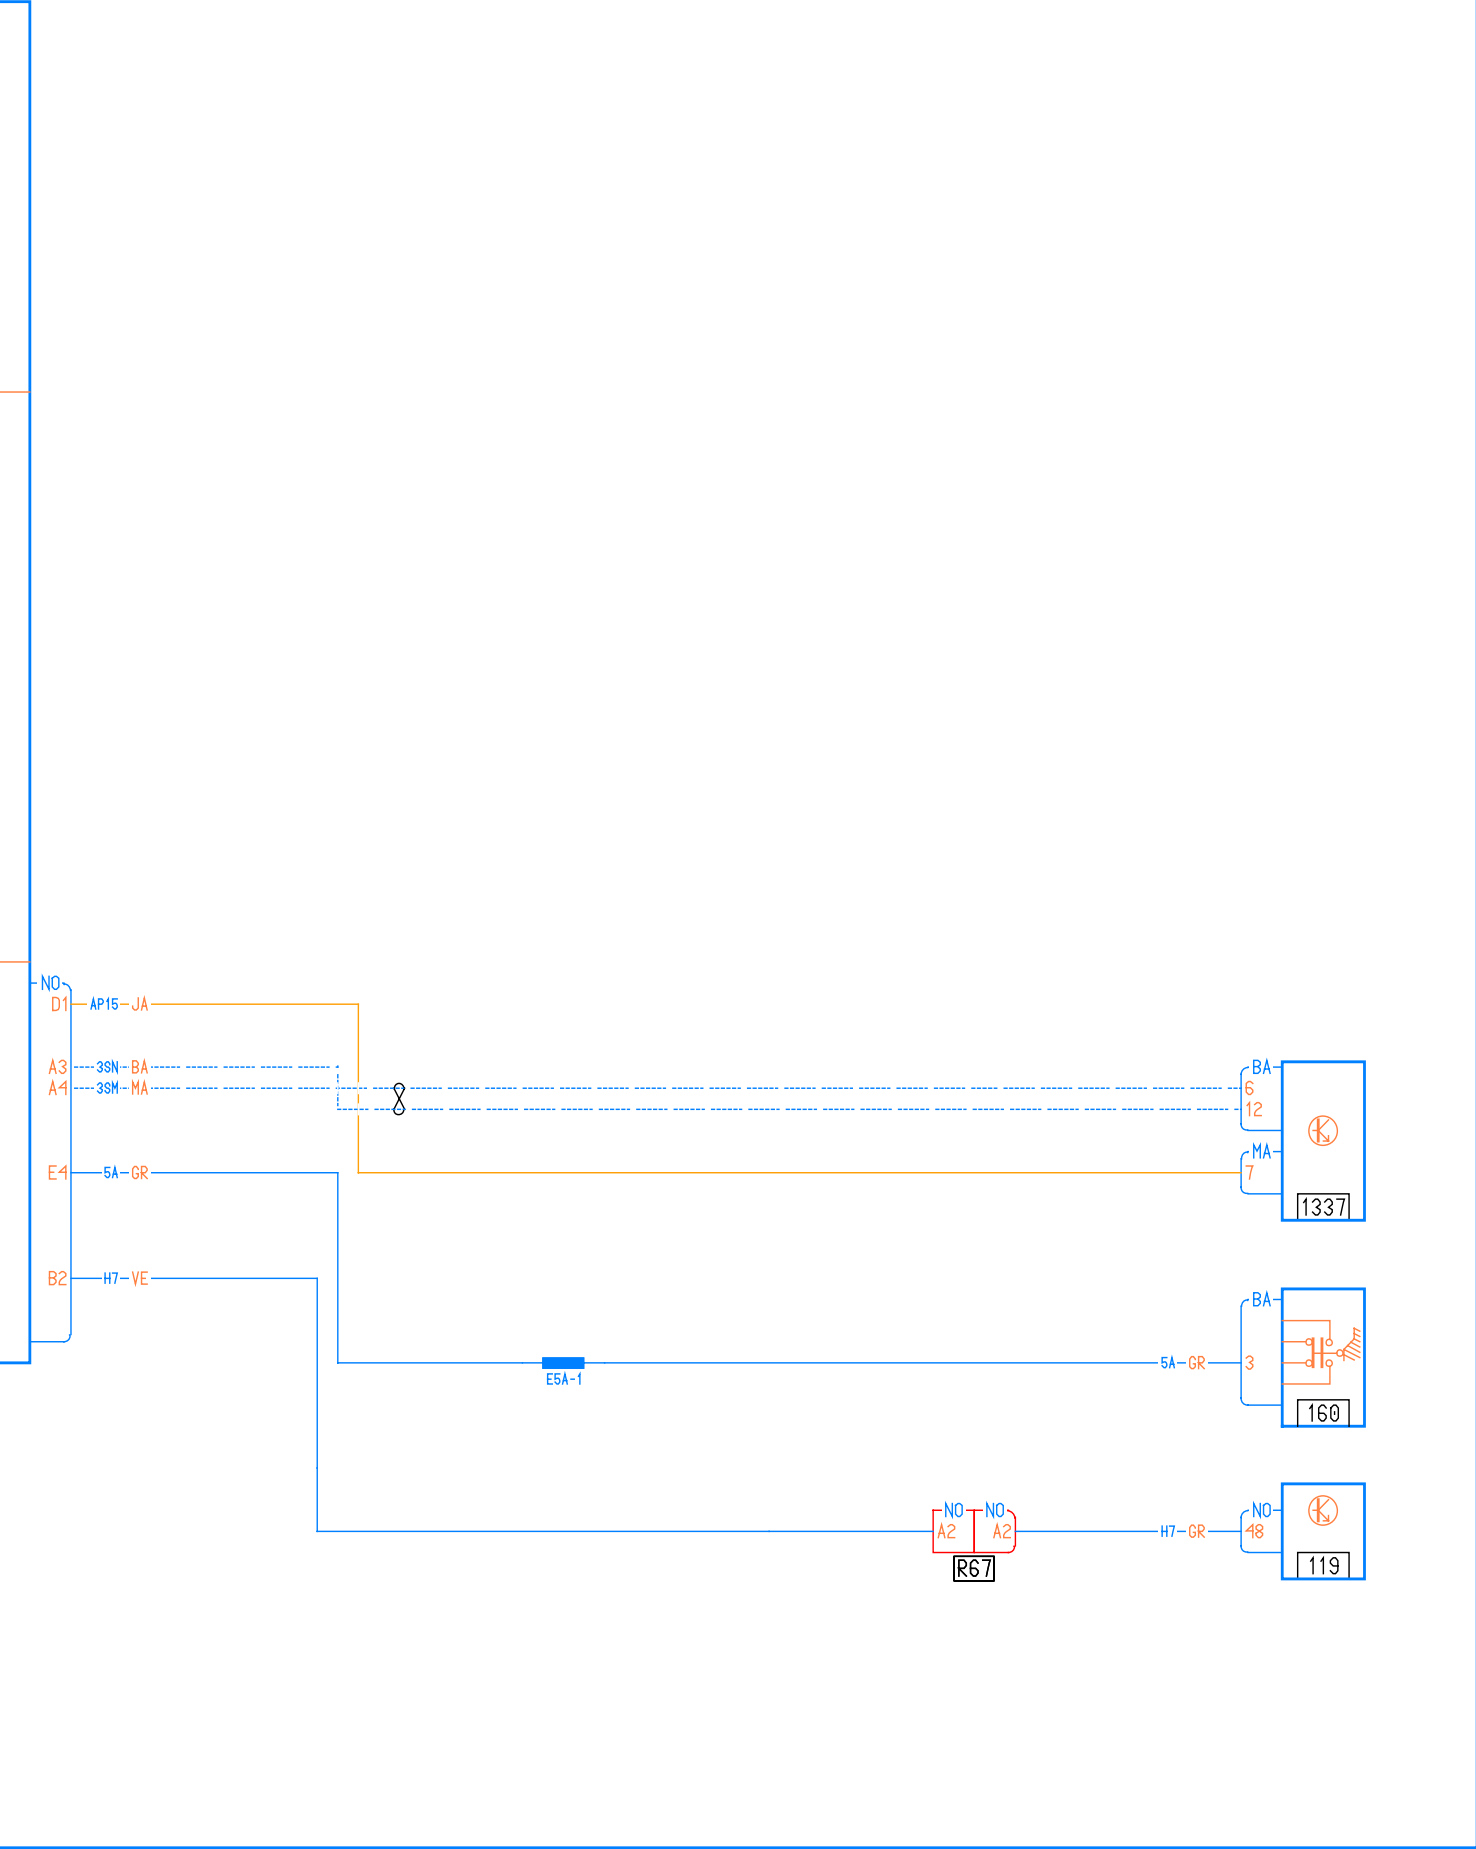 NO
D1 AP15 JA
A3 3SN BA
BA
A4 3SM MA
6
12
MA
E4 5A GR
7
1337
B2 H7 VE
BA
5A GR 3
E5A-1
160
NO NO
NO
A2 A2
H7 GR 48
R67
119